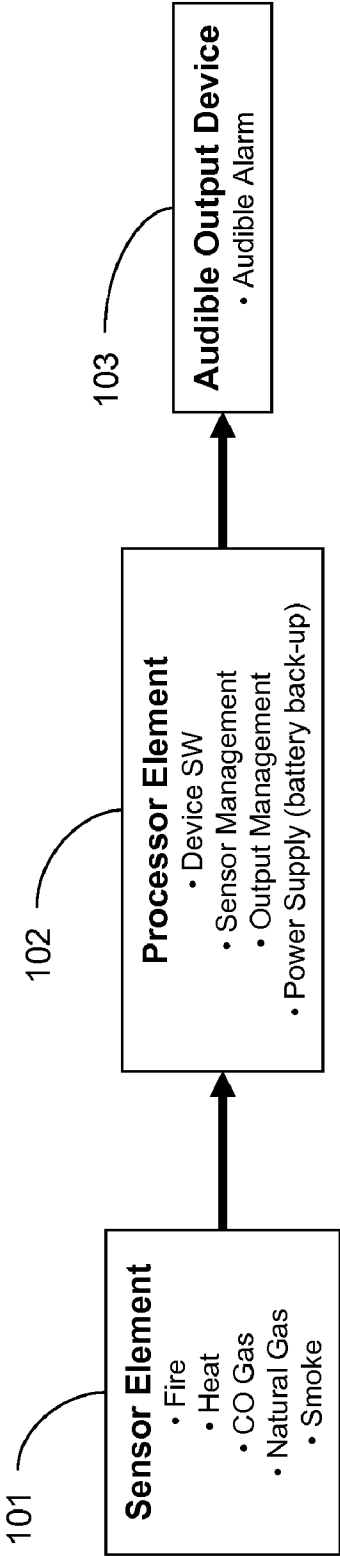 101
Sensor Element
• Fire
• Heat
• CO Gas
• Natural Gas
• Smoke
102
Processor Element
• Device SW
• Sensor Management
• Output Management
• Power Supply (battery back-up)
103
Audible Output Device
• Audible Alarm